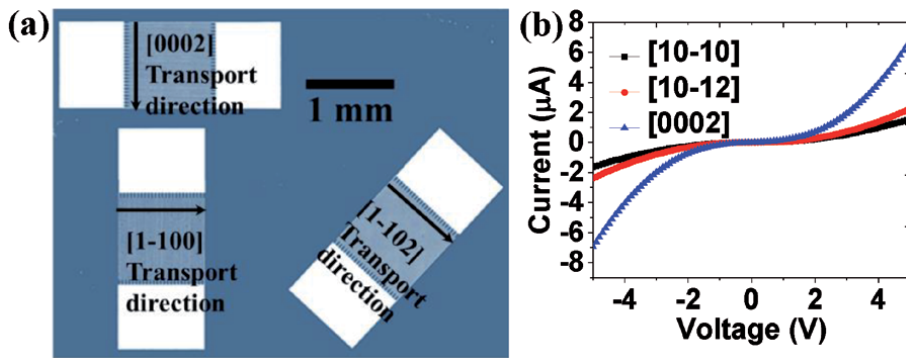 (a)
[0002]
Transport
direction
1 mm
[1-100]
Transport
direction
[1-102]
Transport
direction
(b)
[10-10]
[10-12]
[0002]
Current (μA)
8
6
4
2
0
-2
-4
-6
-8
-4 -2 0 2 4
Voltage (V)